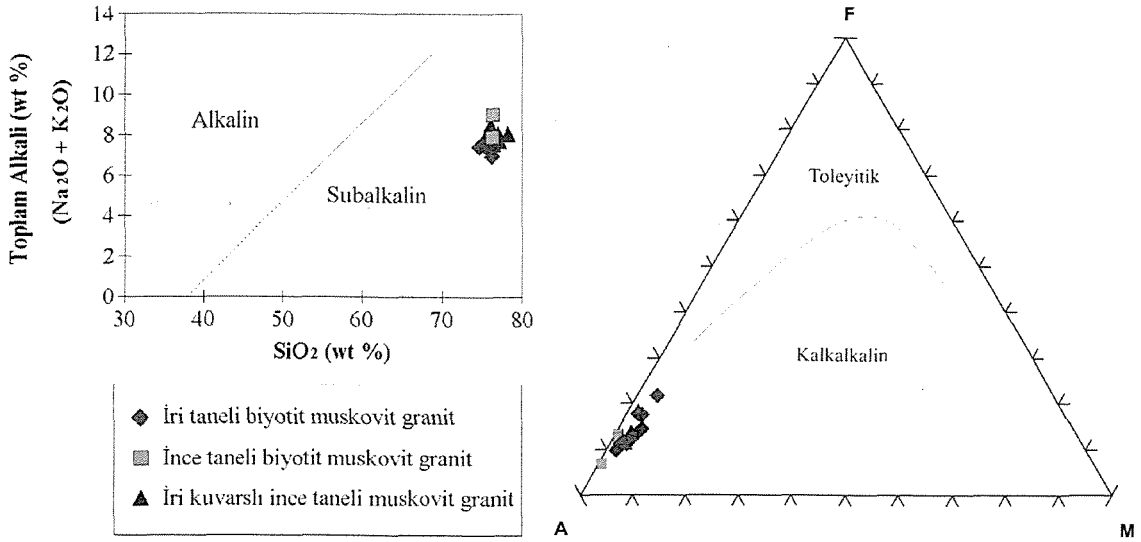 14
12
10
8
6
4
2
0
Toplam Alkali (wt %)
(Na2O + K2O)
Alkalin
Subalkalin
30 40 50 60 70 80
SiO2 (wt %)
İri taneli biyotit muskovit granit
İnce taneli biyotit muskovit granit
İri kuvarslı ince taneli muskovit granit
F
Toleyitik
Kalkalkalin
A
M